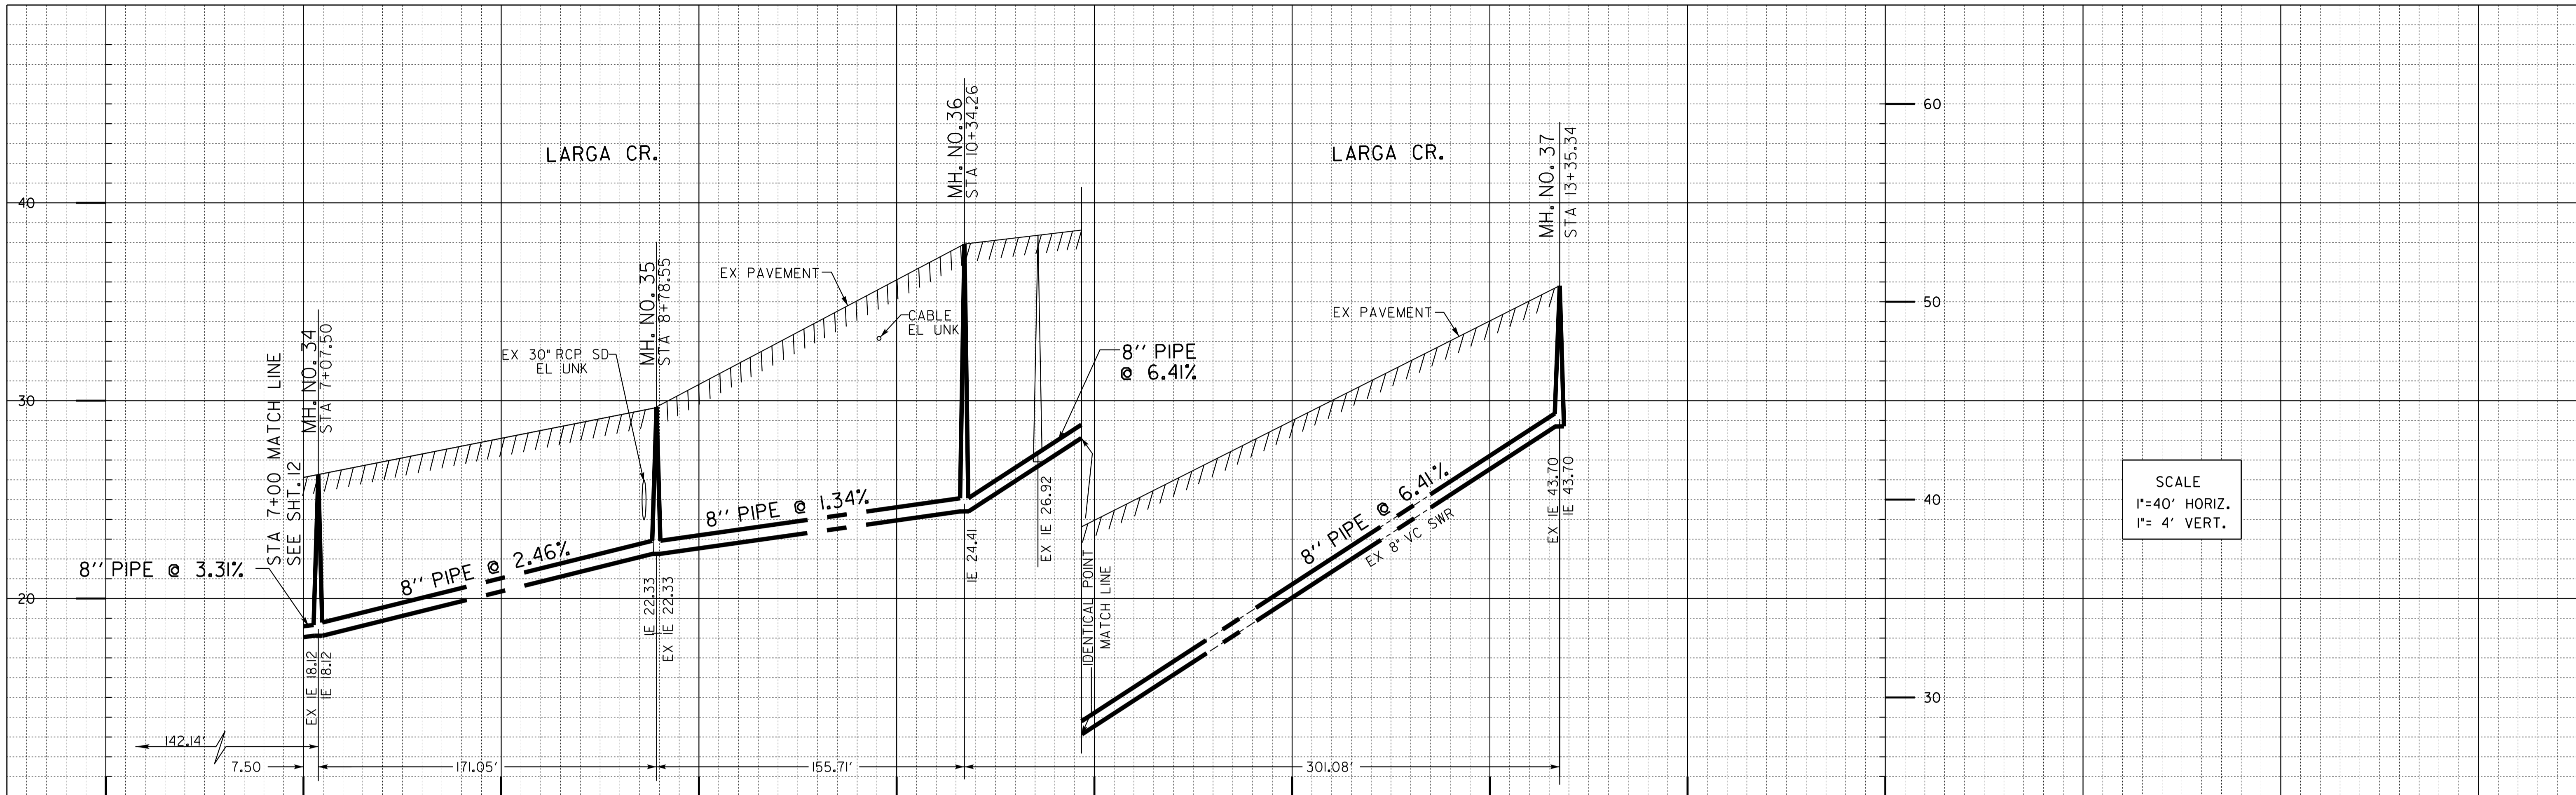 LARGA CR.
LARGA CR.
40
30
20
60
50
40
30
STA 7+00 MATCH LINE
SEE SHT. 12
MH. NO. 34
STA 7+07.50
MH. NO. 35
STA 8+78.55
MH. NO. 36
STA 10+34.26
MH. NO. 37
STA 13+35.34
EX PAVEMENT
EX PAVEMENT
CABLE
EL UNK
EX 30" RCP SD
EL UNK
8'' PIPE @ 3.31%
8'' PIPE @ 2.46%
8'' PIPE @ 1.34%
8'' PIPE
@ 6.41%
8'' PIPE @ 6.41%
EX 8" VC SWR
EX IE 18.12
IE 18.12
IE 22.33
EX IE 22.33
IE 24.41
EX IE 26.92
IDENTICAL POINT
MATCH LINE
EX IE 43.70
IE 43.70
142.14'
7.50
171.05'
155.71'
301.08'
SCALE
1"=40' HORIZ.
1"= 4' VERT.